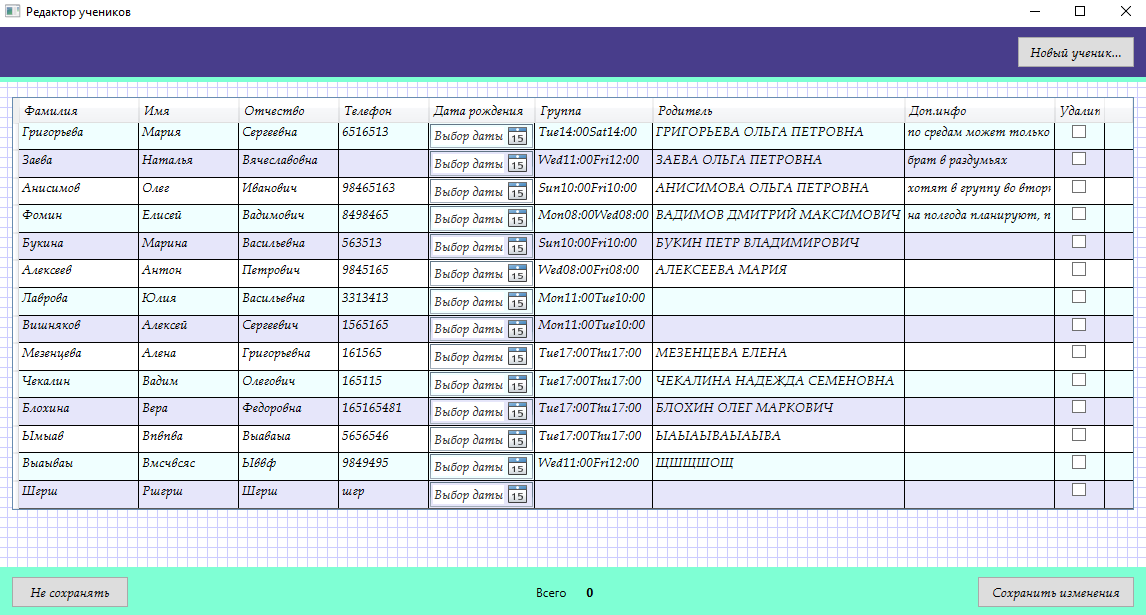 Редактор учеников
Новый ученик...
Фамилия Имя Отчество Телефон Дата рождения Группа Родитель Доп.инфо Удалит
Григорьева Мария Сергеевна 6516513 Выбор даты 15 Tue14:00Sat14:00 ГРИГОРЬЕВА ОЛЬГА ПЕТРОВНА по средам может только
Заева Наталья Вячеславовна Выбор даты 15 Wed11:00Fri12:00 ЗАЕВА ОЛЬГА ПЕТРОВНА брат в раздумьях
Анисимов Олег Иванович 98465163 Выбор даты 15 Sun10:00Fri10:00 АНИСИМОВА ОЛЬГА ПЕТРОВНА хотят в группу во втор
Фомин Елисей Вадимович 8498465 Выбор даты 15 Mon08:00Wed08:00 ВАДИМОВ ДМИТРИЙ МАКСИМОВИЧ на полгода планируют, п
Букина Марина Васильевна 563513 Выбор даты 15 Sun10:00Fri10:00 БУКИН ПЕТР ВЛАДИМИРОВИЧ
Алексеев Антон Петрович 9845165 Выбор даты 15 Wed08:00Fri08:00 АЛЕКСЕЕВА МАРИЯ
Лаврова Юлия Васильевна 3313413 Выбор даты 15 Mon11:00Tue10:00
Вишняков Алексей Сергеевич 1565165 Выбор даты 15 Mon11:00Tue10:00
Мезенцева Алена Григорьевна 161565 Выбор даты 15 Tue17:00Thu17:00 МЕЗЕНЦЕВА ЕЛЕНА
Чекалин Вадим Олегович 165115 Выбор даты 15 Tue17:00Thu17:00 ЧЕКАЛИНА НАДЕЖДА СЕМЕНОВНА
Блохина Вера Федоровна 165165481 Выбор даты 15 Tue17:00Thu17:00 БЛОХИН ОЛЕГ МАРКОВИЧ
Ымыав Впвпва Выаваыа 5656546 Выбор даты 15 Tue17:00Thu17:00 ЫАЫАЫВАЫАЫВА
Выаываы Вмсчвсяс Ыввф 9849495 Выбор даты 15 Wed11:00Fri12:00 ЩШЩШОЩ
Шгрш Ршгрш Шгрш шгр Выбор даты 15
Не сохранять Всего 0 Сохранить изменения